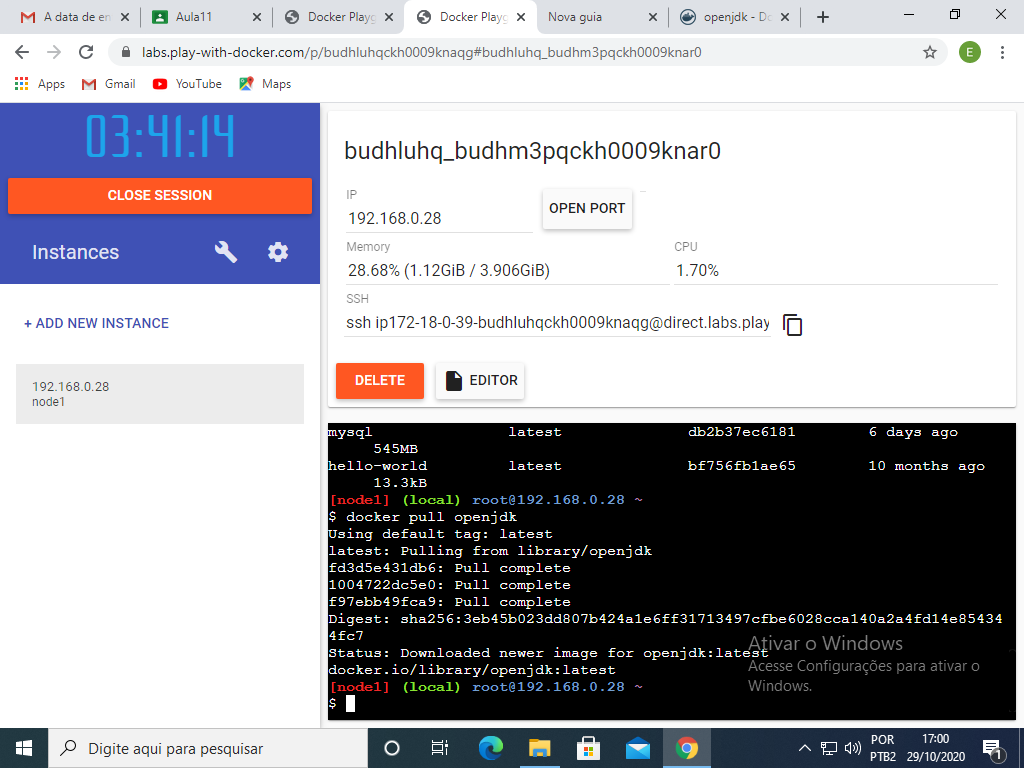 A data de en
Aula11
Docker Playg
Docker Playg
Nova guia
openjdk - Do
labs.play-with-docker.com/p/budhluhqckh0009knaqg#budhluhq_budhm3pqckh0009knar0
E
Apps
Gmail
YouTube
Maps
03:41:14
CLOSE SESSION
Instances
+ ADD NEW INSTANCE
192.168.0.28
node1
budhluhq_budhm3pqckh0009knar0
IP
192.168.0.28
OPEN PORT
Memory
28.68% (1.12GiB / 3.906GiB)
CPU
1.70%
SSH
ssh ip172-18-0-39-budhluhqckh0009knaqg@direct.labs.play
DELETE
EDITOR
mysql latest db2b37ec6181 6 days ago
545MB
hello-world latest bf756fb1ae65 10 months ago
13.3kB
[node1] (local) root@192.168.0.28 ~
$ docker pull openjdk
Using default tag: latest
latest: Pulling from library/openjdk
fd3d5e431db6: Pull complete
1004722dc5e0: Pull complete
f97ebb49fca9: Pull complete
Digest: sha256:3eb45b023dd807b424a1e6ff31713497cfbe6028cca140a2a4fd14e85434
4fc7
Status: Downloaded newer image for openjdk:latest
docker.io/library/openjdk:latest
[node1] (local) root@192.168.0.28 ~
$
Ativar o Windows
Acesse Configurações para ativar o
Windows.
Digite aqui para pesquisar
POR
PTB2
17:00
29/10/2020
1